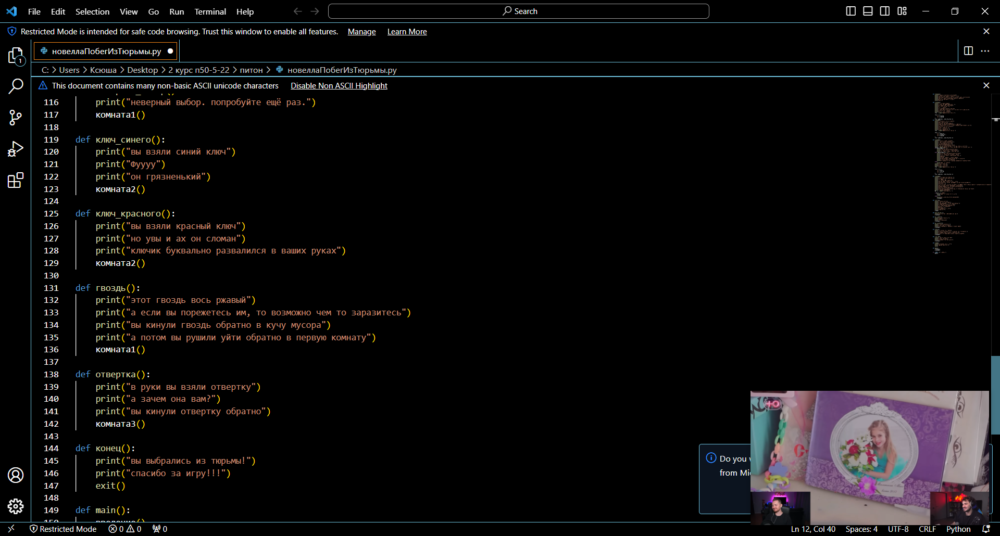 File Edit Selection View Go Run Terminal Help
Search
Restricted Mode is intended for safe code browsing. Trust this window to enable all features. Manage Learn More
1
новеллаПобегИзТюрьмы.py
C: > Users > Ксюша > Desktop > 2 курс п50-5-22 > питон > новеллаПобегИзТюрьмы.py
This document contains many non-basic ASCII unicode characters Disable Non ASCII Highlight
116 print("неверный выбор. попробуйте ещё раз.")
117 комната1()
118
119 def ключ_синего():
120 print("вы взяли синий ключ")
121 print("Фуууу")
122 print("он грязненький")
123 комната2()
124
125 def ключ_красного():
126 print("вы взяли красный ключ")
127 print("но увы и ах он сломан")
128 print("ключик буквально развалился в ваших руках")
129 комната2()
130
131 def гвоздь():
132 print("этот гвоздь вось ржавый")
133 print("а если вы порежетесь им, то возможно чем то заразитесь")
134 print("вы кинули гвоздь обратно в кучу мусора")
135 print("а потом вы рушили уйти обратно в первую комнату")
136 комната1()
137
138 def отвертка():
139 print("в руки вы взяли отвертку")
140 print("а зачем она вам?")
141 print("вы кинули отвертку обратно")
142 комната3()
143
144 def конец():
145 print("вы выбрались из тюрьмы!")
146 print("спасибо за игру!!!")
147 exit()
148
149 def main():
Do you
from
Restricted Mode 0 0 0
Ln 12, Col 40 Spaces: 4 UTF-8 CRLF Python